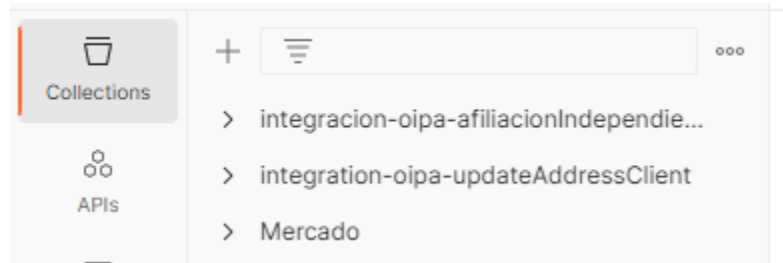 Collections
integracion-oipa-afiliacionIndependie...
integration-oipa-updateAddressClient
APIs
Mercado